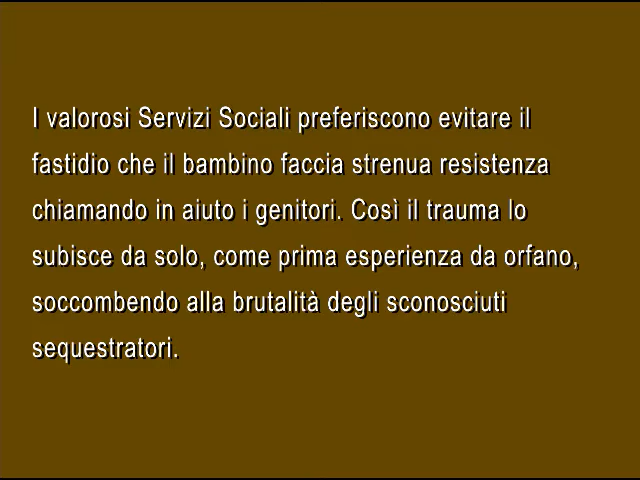 I valorosi Servizi Sociali preferiscono evitare il
fastidio che il bambino faccia strenua resistenza
chiamando in aiuto i genitori. Così il trauma lo
subisce da solo, come prima esperienza da orfano,
soccombendo alla brutalità degli sconosciuti
sequestratori.